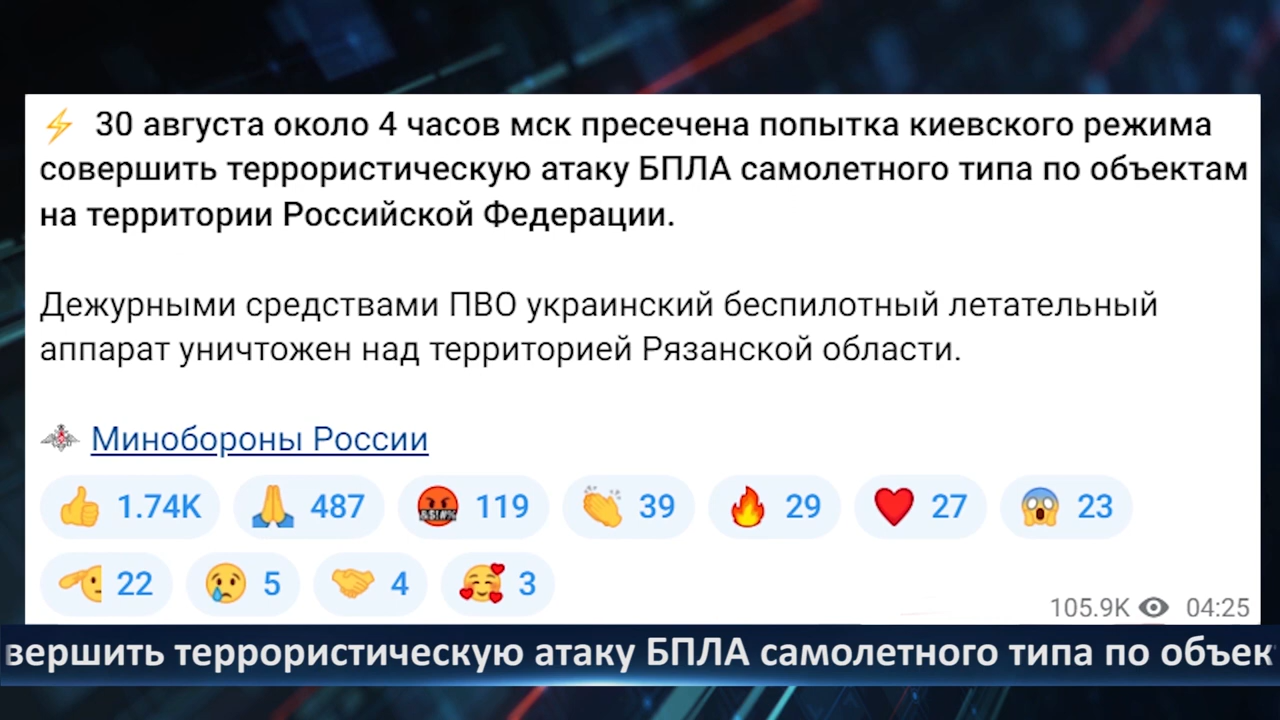 ⚡ 30 августа около 4 часов мск пресечена попытка киевского режима
совершить террористическую атаку БПЛА самолетного типа по объектам
на территории Российской Федерации.
Дежурными средствами ПВО украинский беспилотный летательный
аппарат уничтожен над территорией Рязанской области.
Минобороны России
👍 1.74K 🙏 487 🤬 119 👏 39 🔥 29 ❤ 27 😱 23
🫡 22 😢 5 🤝 4 🥰 3
105.9K 04:25
вершить террористическую атаку БПЛА самолетного типа по объек